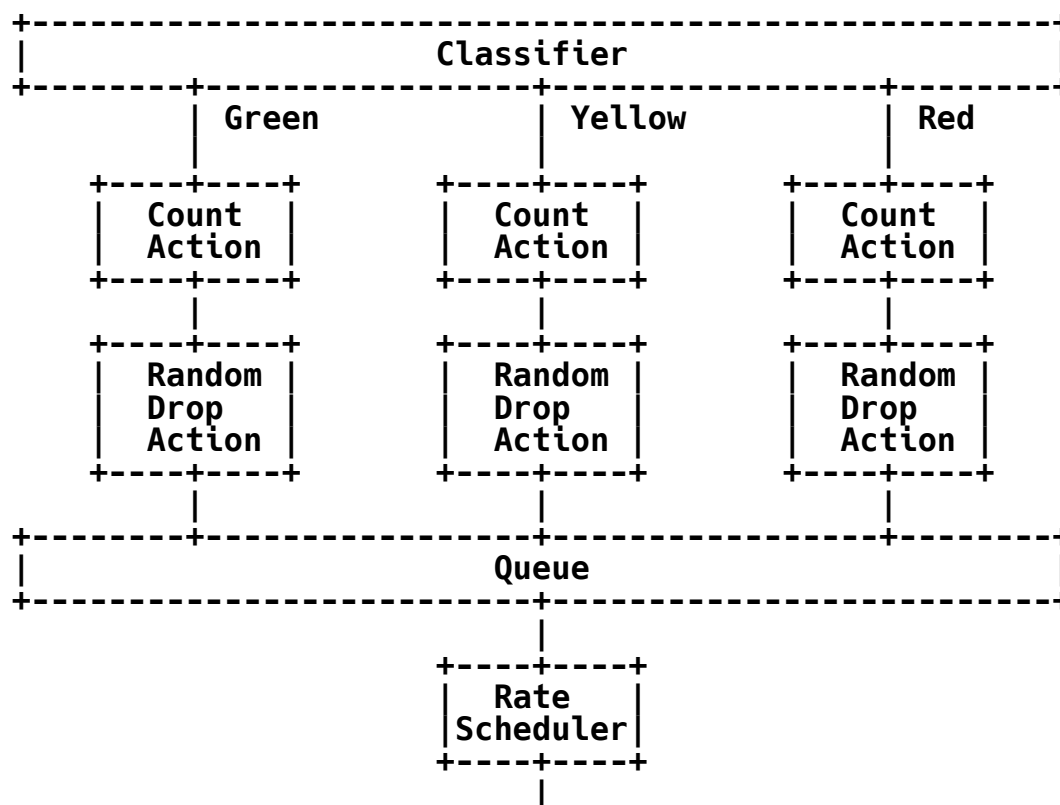 Classifier
Green Yellow Red
Count Count Count
Action Action Action
Random Random Random
Drop Drop Drop
Action Action Action
Queue
Rate
Scheduler